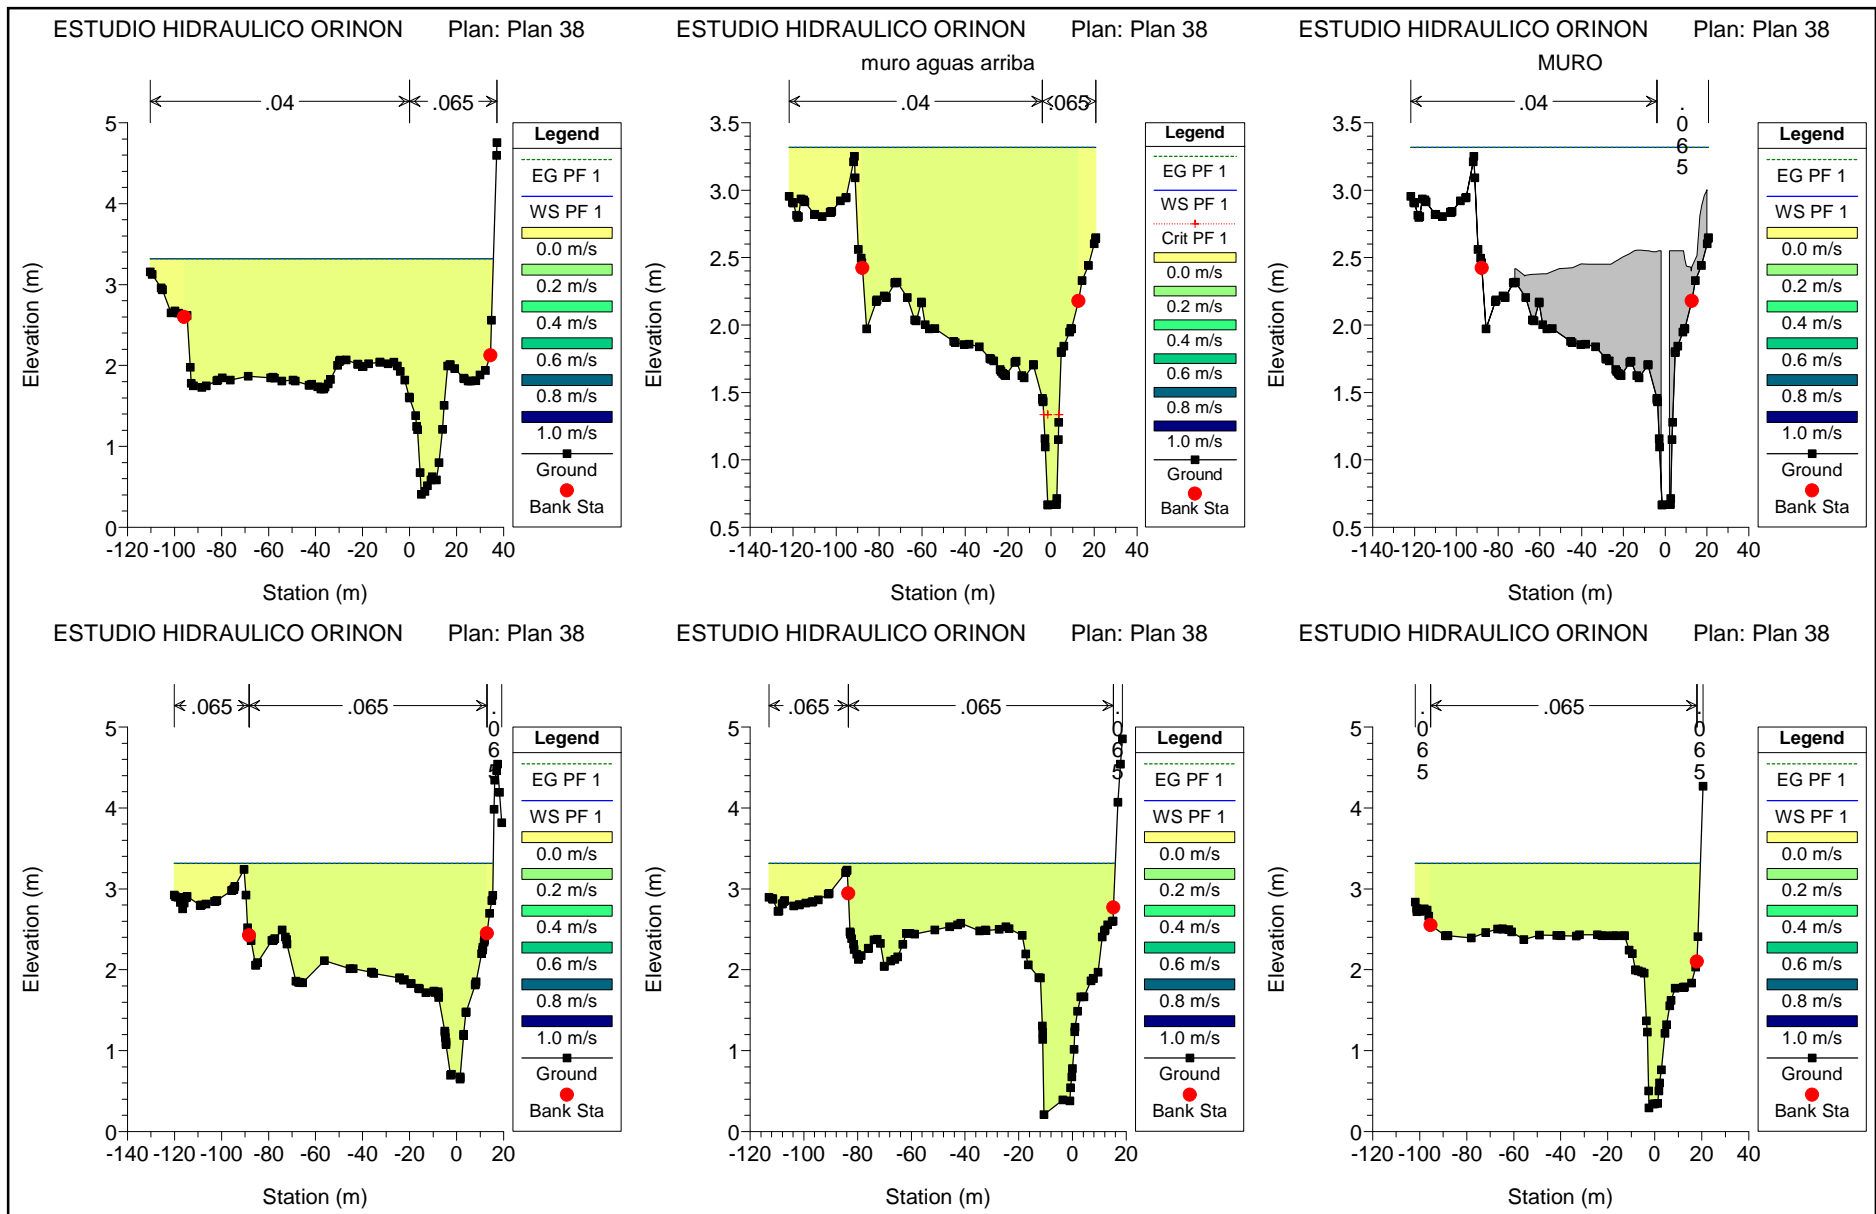 ESTUDIO HIDRAULICO ORINON Plan: Plan 38
.04 .065
5
4
3
2
1
0
Elevation (m)
-120 -100 -80 -60 -40 -20 0 20 40
Station (m)
Legend
EG PF 1
WS PF 1
0.0 m/s
0.2 m/s
0.4 m/s
0.6 m/s
0.8 m/s
1.0 m/s
Ground
Bank Sta
ESTUDIO HIDRAULICO ORINON Plan: Plan 38
muro aguas arriba
.04 .065
3.5
3.0
2.5
2.0
1.5
1.0
0.5
Elevation (m)
-140 -120 -100 -80 -60 -40 -20 0 20 40
Station (m)
Legend
EG PF 1
WS PF 1
Crit PF 1
0.0 m/s
0.2 m/s
0.4 m/s
0.6 m/s
0.8 m/s
1.0 m/s
Ground
Bank Sta
ESTUDIO HIDRAULICO ORINON Plan: Plan 38
MURO
.04 .065
3.5
3.0
2.5
2.0
1.5
1.0
0.5
Elevation (m)
-140 -120 -100 -80 -60 -40 -20 0 20 40
Station (m)
Legend
EG PF 1
WS PF 1
0.0 m/s
0.2 m/s
0.4 m/s
0.6 m/s
0.8 m/s
1.0 m/s
Ground
Bank Sta
ESTUDIO HIDRAULICO ORINON Plan: Plan 38
.065 .065 .065
5
4
3
2
1
0
Elevation (m)
-140 -120 -100 -80 -60 -40 -20 0 20
Station (m)
Legend
EG PF 1
WS PF 1
0.0 m/s
0.2 m/s
0.4 m/s
0.6 m/s
0.8 m/s
1.0 m/s
Ground
Bank Sta
ESTUDIO HIDRAULICO ORINON Plan: Plan 38
.065 .065 .065
5
4
3
2
1
0
Elevation (m)
-120 -100 -80 -60 -40 -20 0 20
Station (m)
Legend
EG PF 1
WS PF 1
0.0 m/s
0.2 m/s
0.4 m/s
0.6 m/s
0.8 m/s
1.0 m/s
Ground
Bank Sta
ESTUDIO HIDRAULICO ORINON Plan: Plan 38
.065 .065 .065
5
4
3
2
1
0
Elevation (m)
-120 -100 -80 -60 -40 -20 0 20 40
Station (m)
Legend
EG PF 1
WS PF 1
0.0 m/s
0.2 m/s
0.4 m/s
0.6 m/s
0.8 m/s
1.0 m/s
Ground
Bank Sta